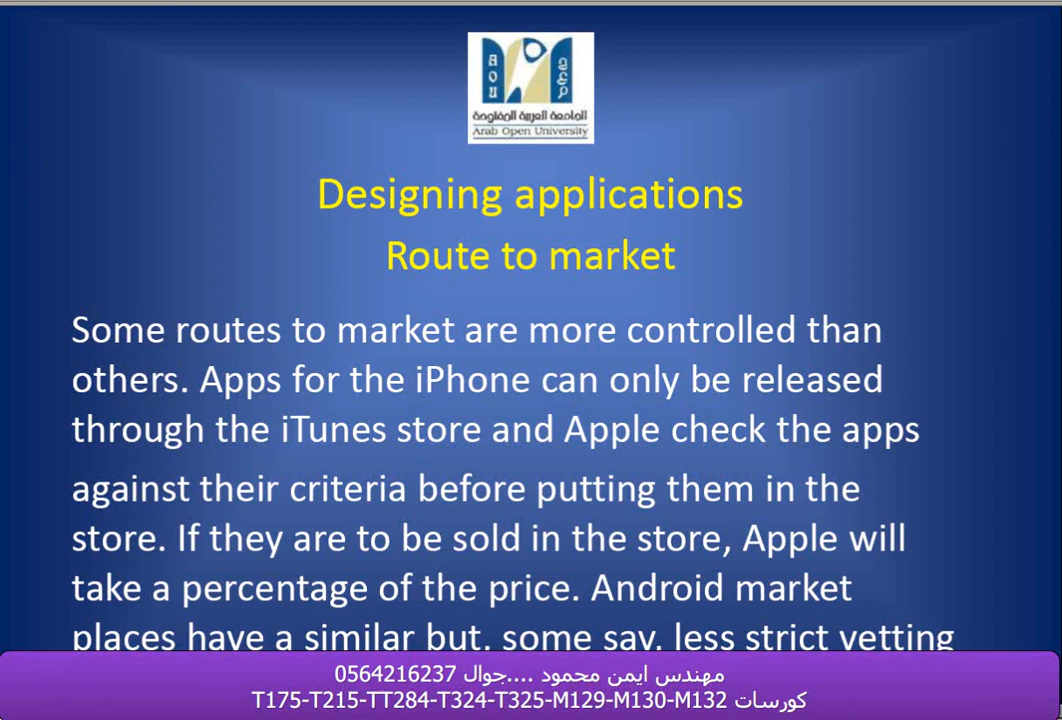 AOU
الجامعة العربية المفتوحة
Arab Open University
Designing applications
Route to market
Some routes to market are more controlled than
others. Apps for the iPhone can only be released
through the iTunes store and Apple check the apps
against their criteria before putting them in the
store. If they are to be sold in the store, Apple will
take a percentage of the price. Android market
places have a similar but, some say, less strict vetting
مهندس ايمن محمود ....جوال 0564216237
كورسات T175-T215-TT284-T324-T325-M129-M130-M132